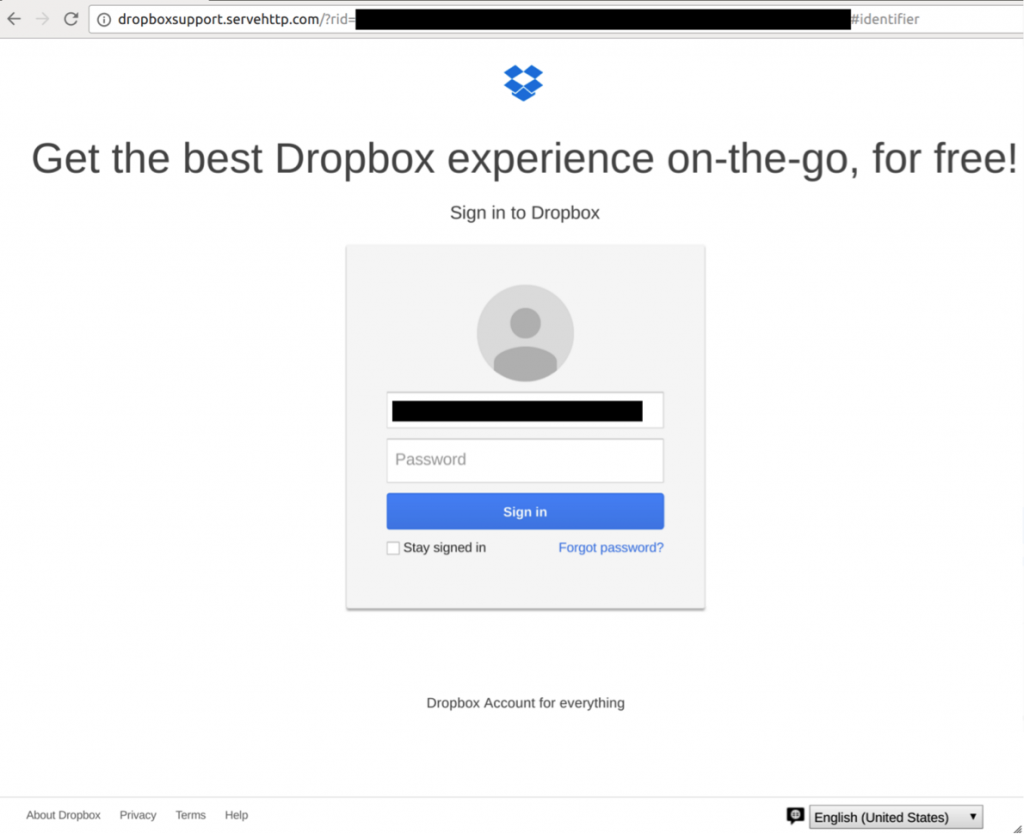 dropboxsupport.servehttp.com/?rid= #identifier
Get the best Dropbox experience on-the-go, for free!
Sign in to Dropbox
Password
Sign in
Stay signed in Forgot password?
Dropbox Account for everything
About Dropbox Privacy Terms Help English (United States)